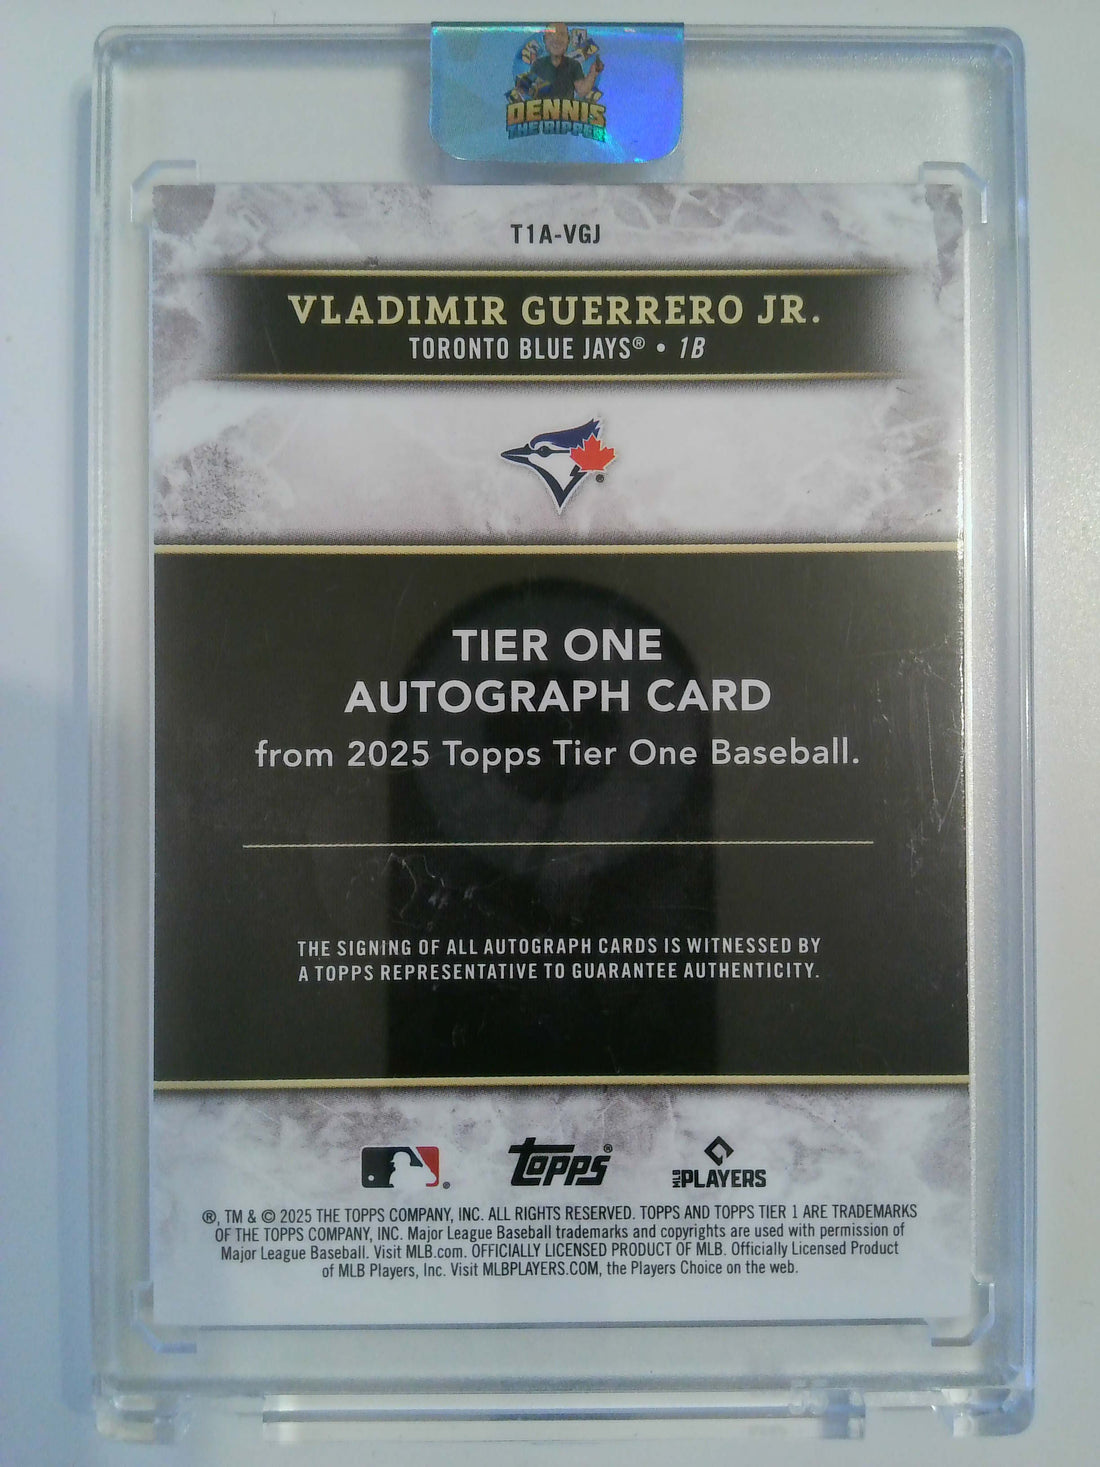 DENNIS
THE RIPPER
T1A-VGJ
VLADIMIR GUERRERO JR.
TORONTO BLUE JAYS® • 1B
TIER ONE
AUTOGRAPH CARD
from 2025 Topps Tier One Baseball.
THE SIGNING OF ALL AUTOGRAPH CARDS IS WITNESSED BY
A TOPPS REPRESENTATIVE TO GUARANTEE AUTHENTICITY.
topps®
MLB PLAYERS
®, TM & © 2025 THE TOPPS COMPANY, INC. ALL RIGHTS RESERVED. TOPPS AND TOPPS TIER 1 ARE TRADEMARKS
OF THE TOPPS COMPANY, INC. Major League Baseball trademarks and copyrights are used with permission of
Major League Baseball. Visit MLB.com. OFFICIALLY LICENSED PRODUCT OF MLB. Officially Licensed Product
of MLB Players, Inc. Visit MLBPLAYERS.COM, the Players Choice on the web.